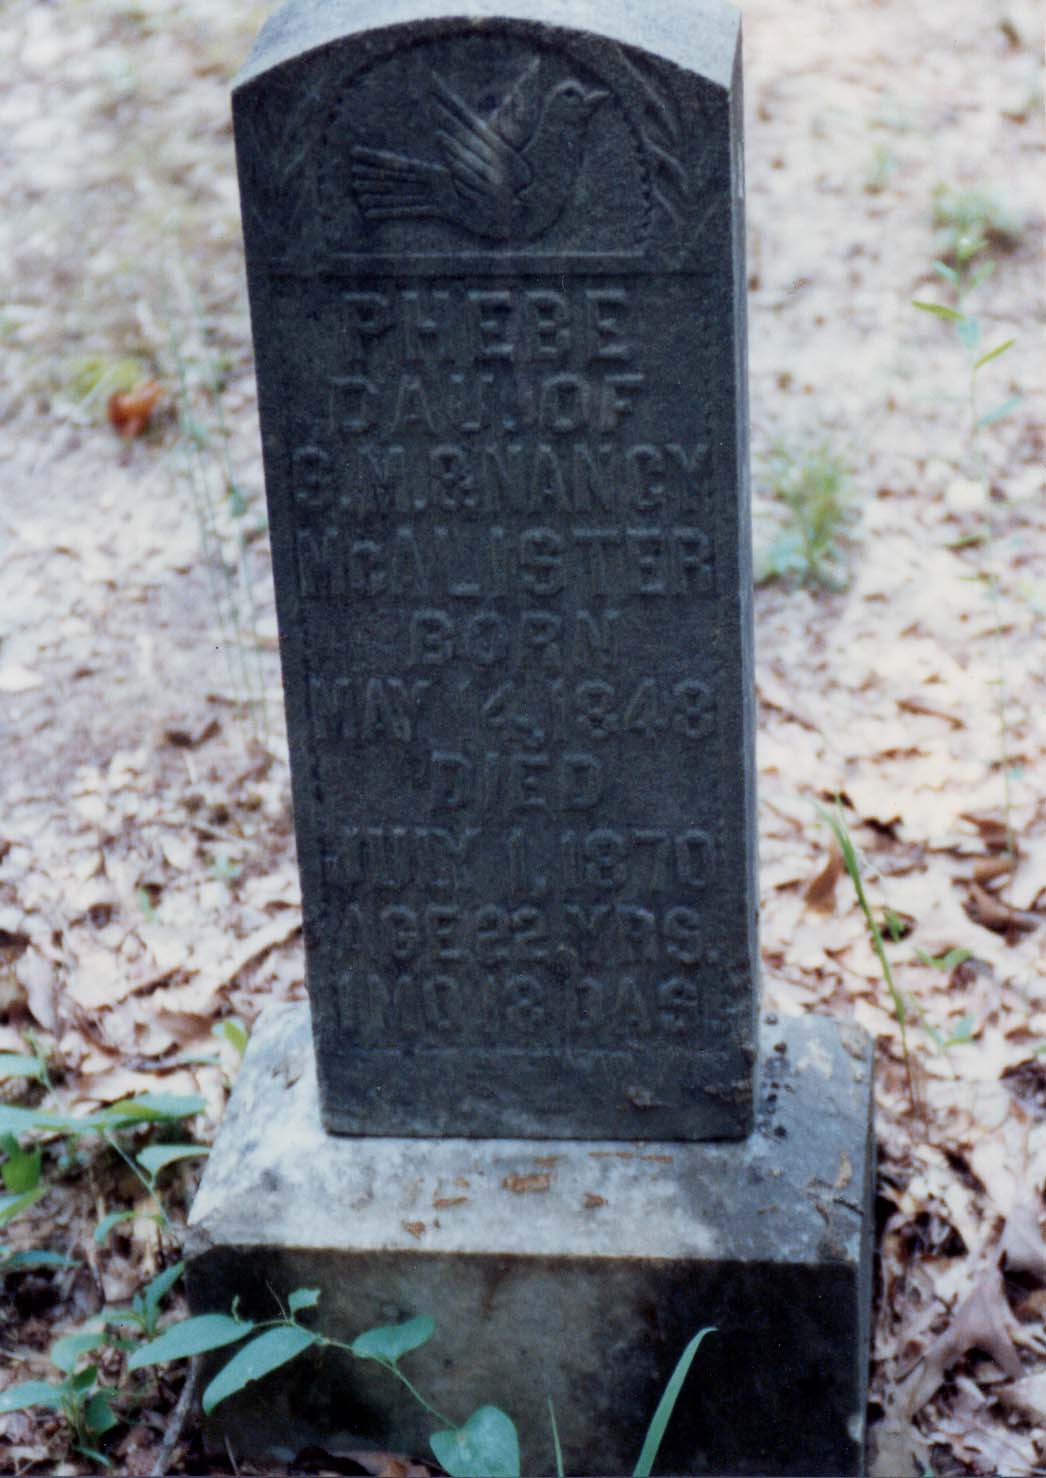 PHEBE
DAU. OF
S. M. & NANCY
McALISTER
BORN
MAY 14, 1848
DIED
JULY 1, 1870
AGE 22 YRS.
1 MO 18 DAS.